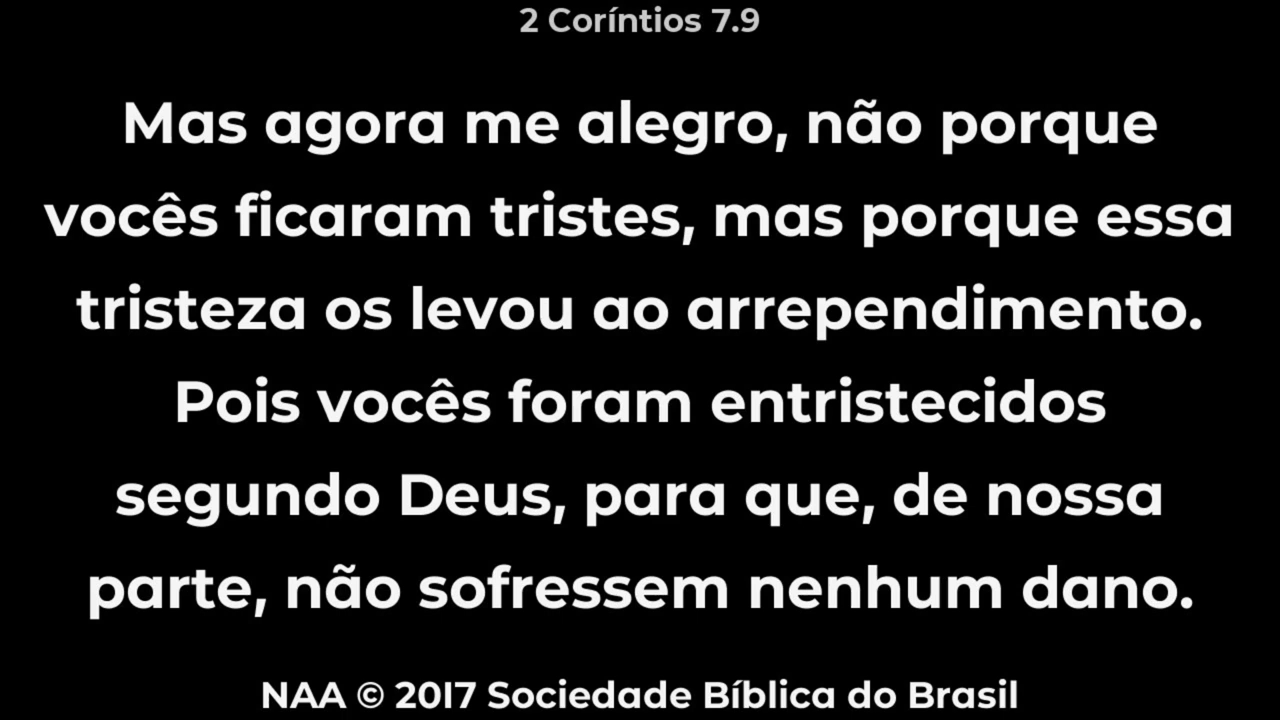 2 Coríntios 7.9
Mas agora me alegro, não porque
vocês ficaram tristes, mas porque essa
tristeza os levou ao arrependimento.
Pois vocês foram entristecidos
segundo Deus, para que, de nossa
parte, não sofressem nenhum dano.
NAA © 2017 Sociedade Bíblica do Brasil